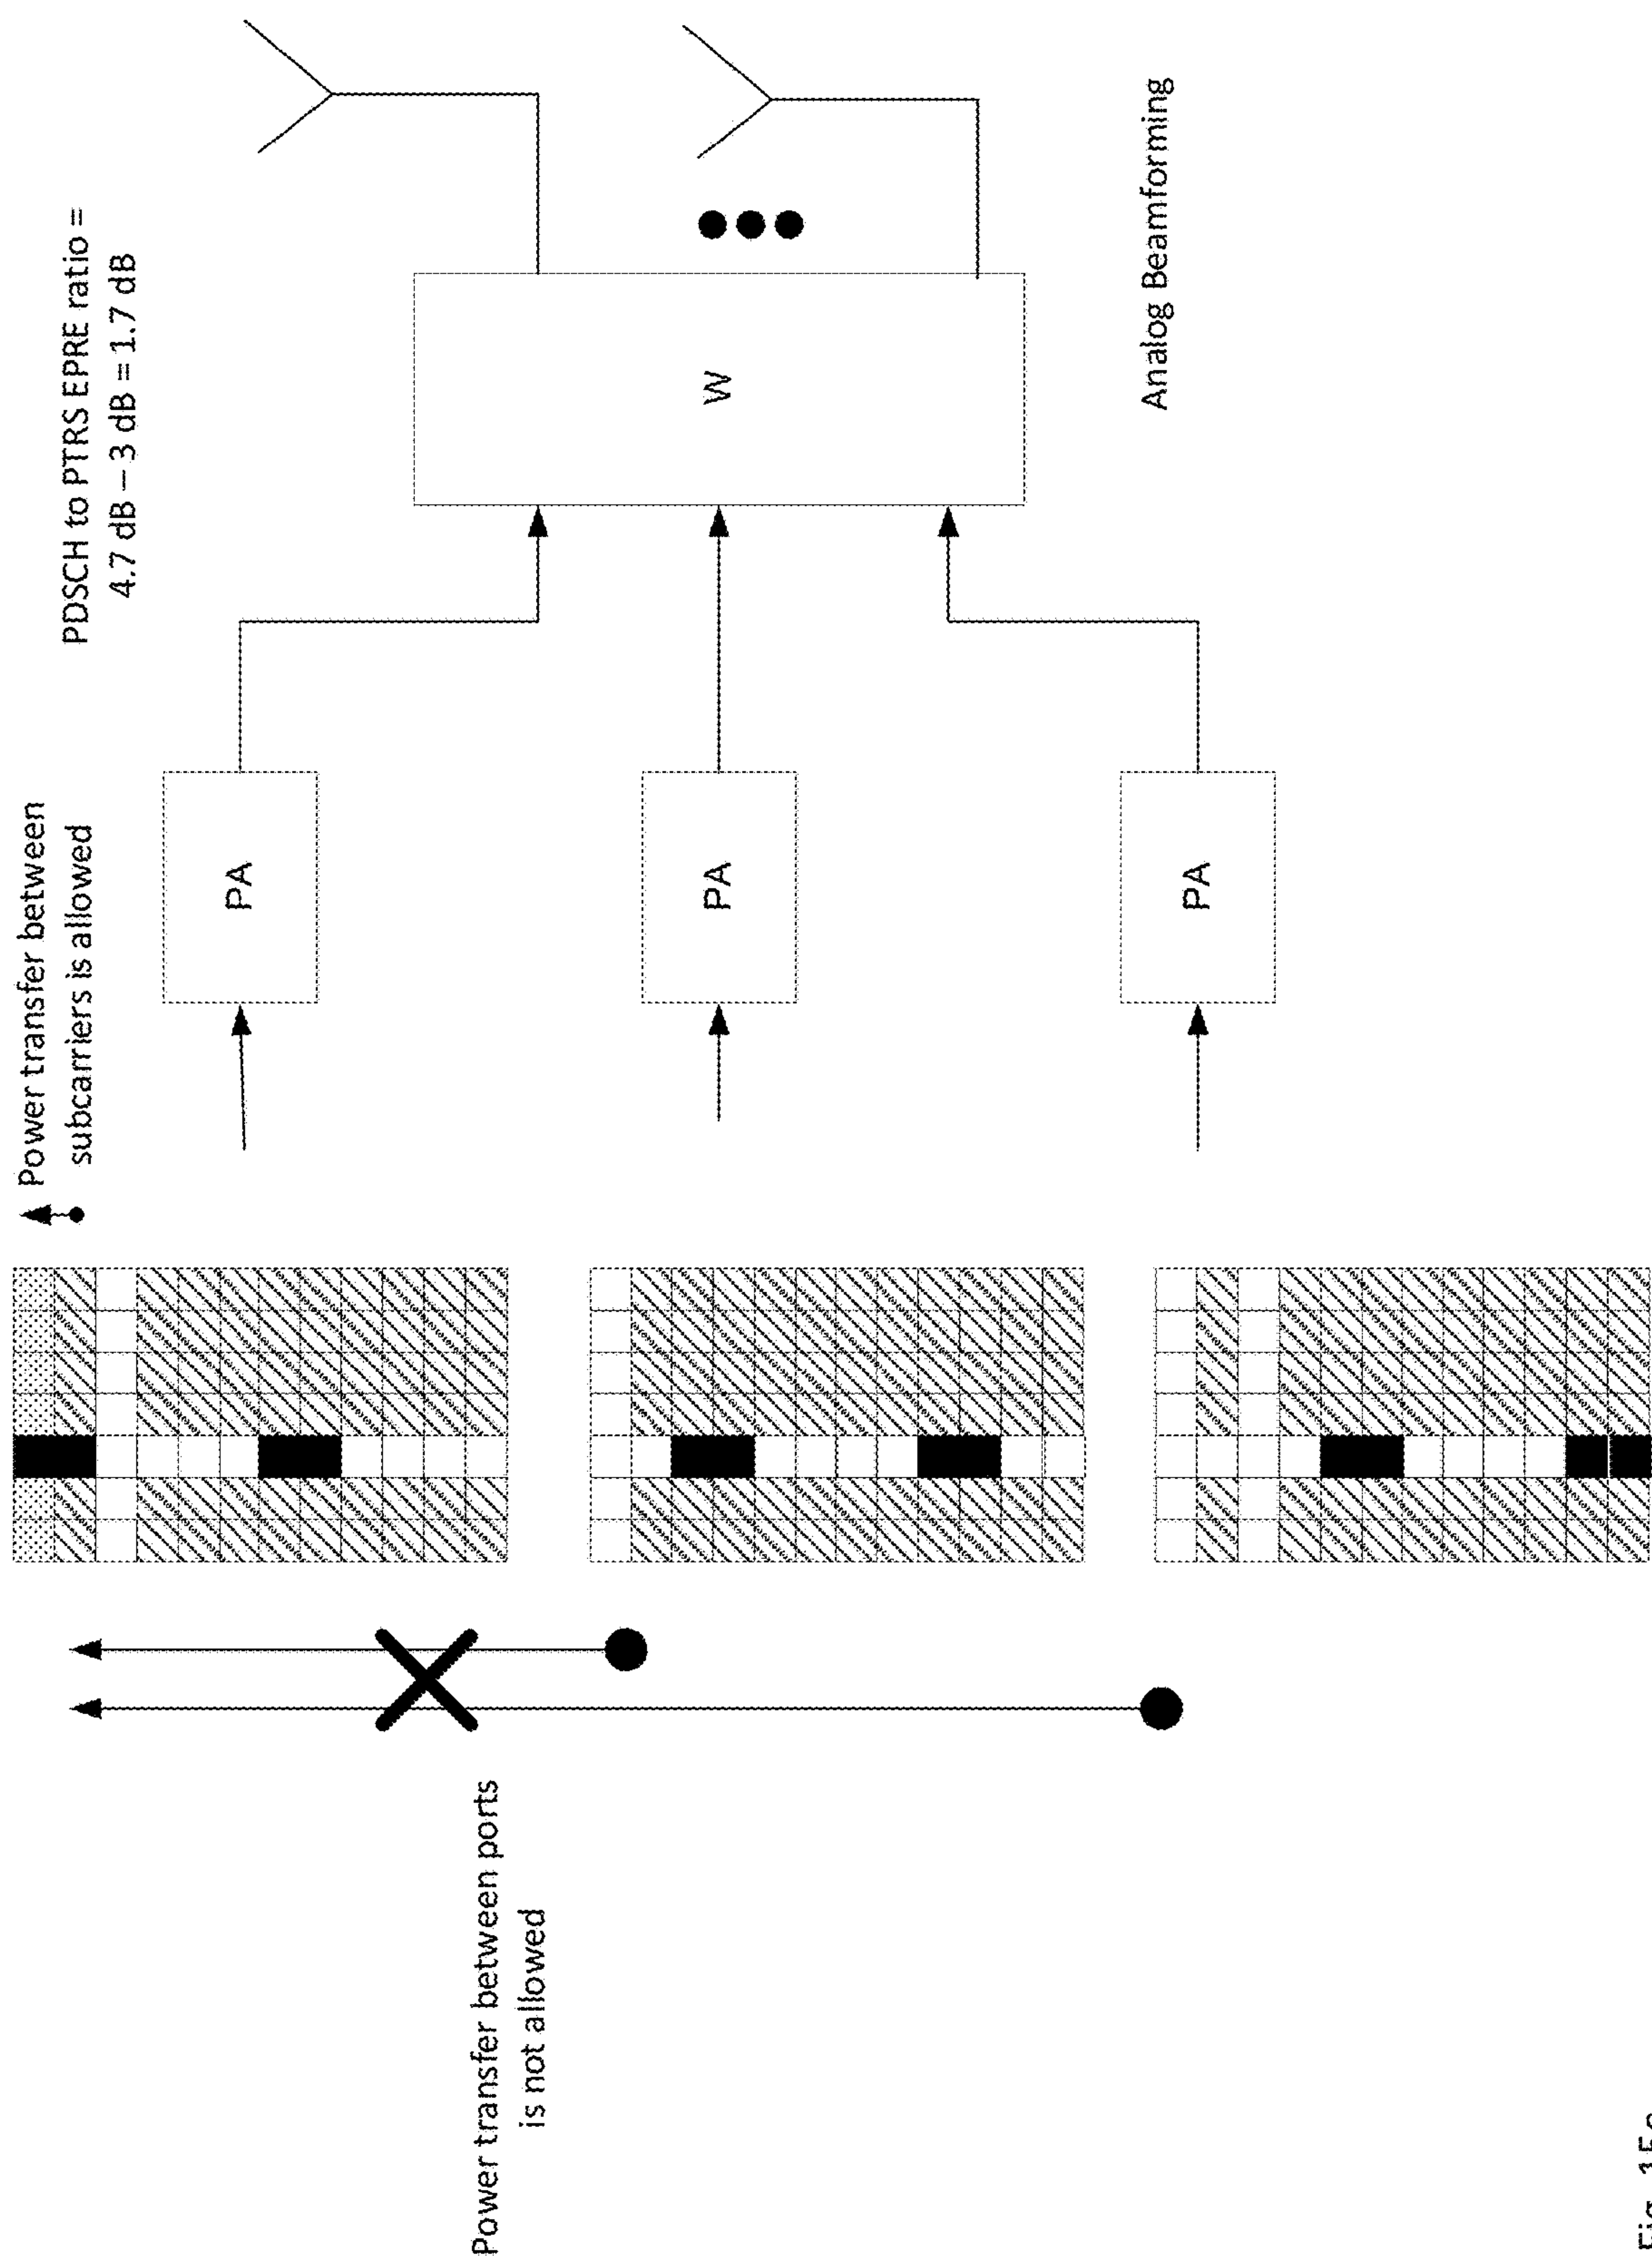 Power transfer between ports
is not allowed
Power transfer between
subcarriers is allowed
PA
PA
PA
PDSCH to PTRS EPRE ratio =
4.7 dB – 3 dB = 1.7 dB
W
Analog Beamforming